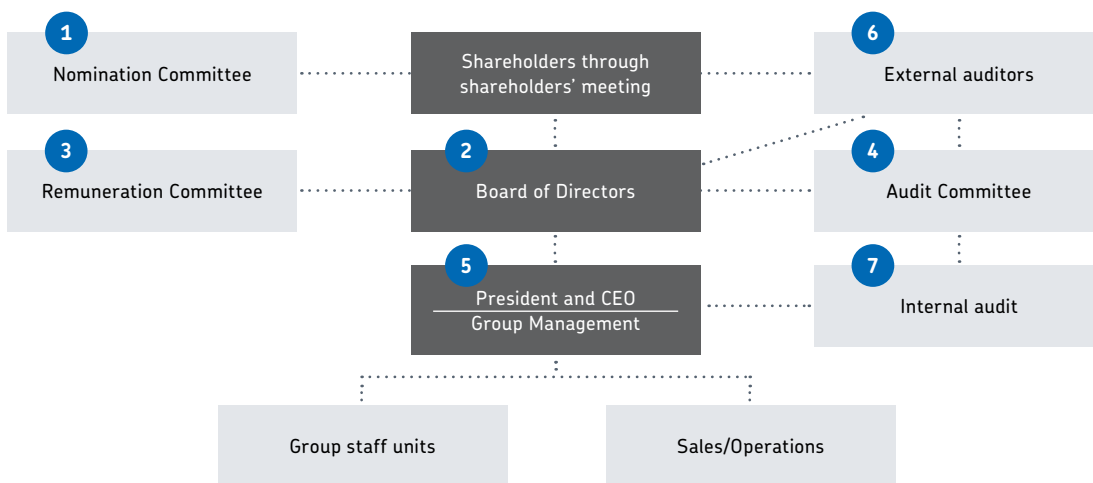 1
Nomination Committee
Shareholders through
shareholders’ meeting
6
External auditors
3
Remuneration Committee
2
Board of Directors
4
Audit Committee
5
President and CEO
Group Management
7
Internal audit
Group staff units
Sales/Operations